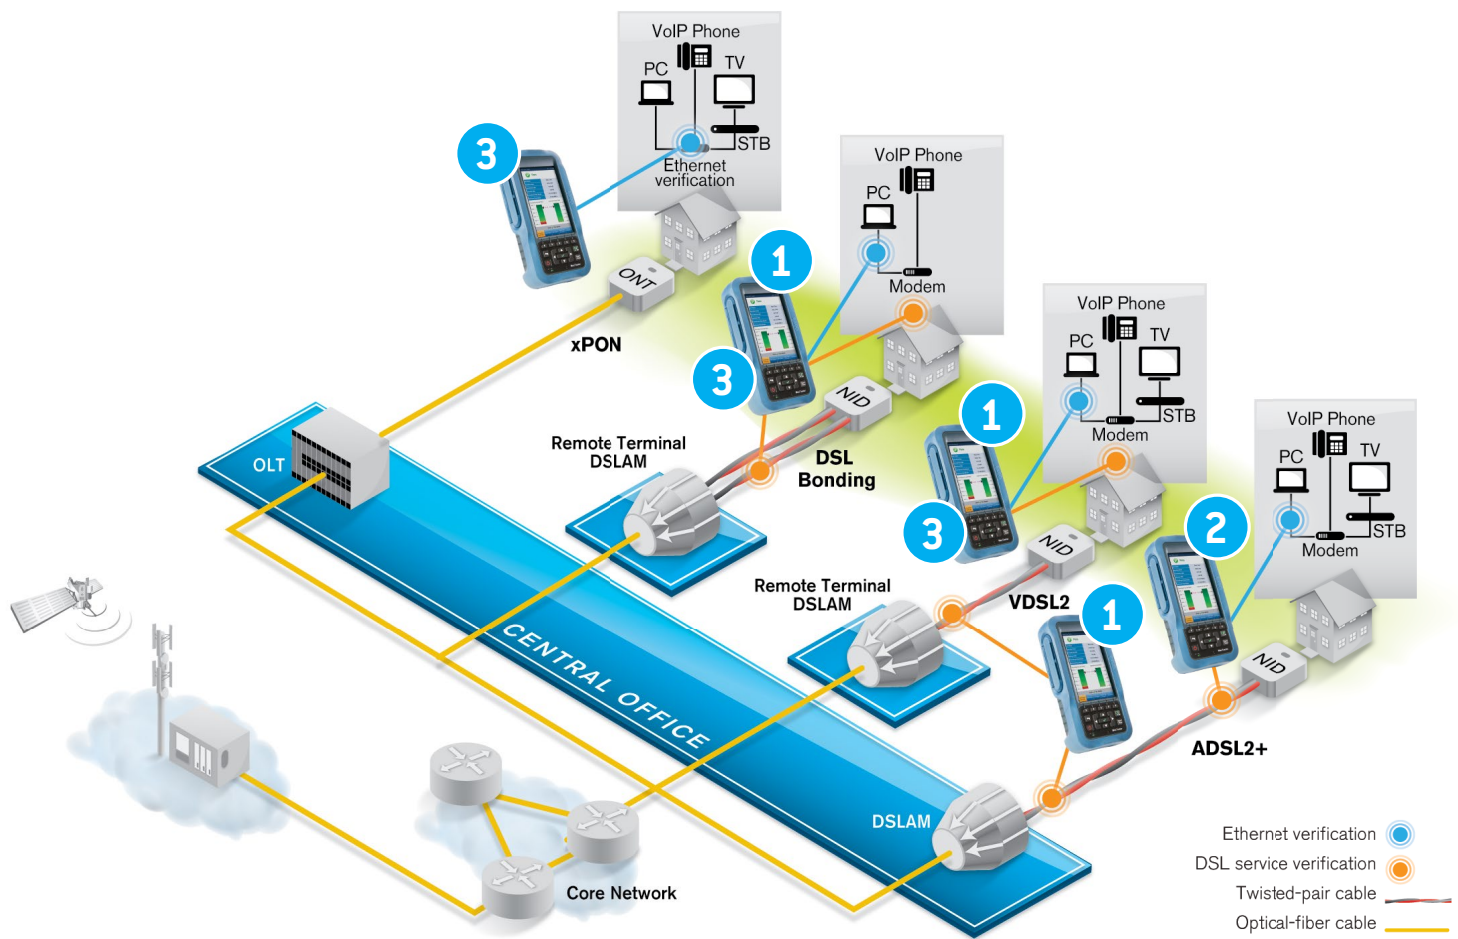 VoIP Phone
PC
TV
STB
Ethernet
verification
3
ONT
xPON
VoIP Phone
PC
Modem
1
3
NID
DSL
Bonding
Remote Terminal
DSLAM
VoIP Phone
PC
TV
STB
Modem
1
3
NID
VDSL2
Remote Terminal
DSLAM
VoIP Phone
PC
TV
STB
Modem
2
1
NID
ADSL2+
OLT
CENTRAL OFFICE
DSLAM
Core Network
Ethernet verification
DSL service verification
Twisted-pair cable
Optical-fiber cable